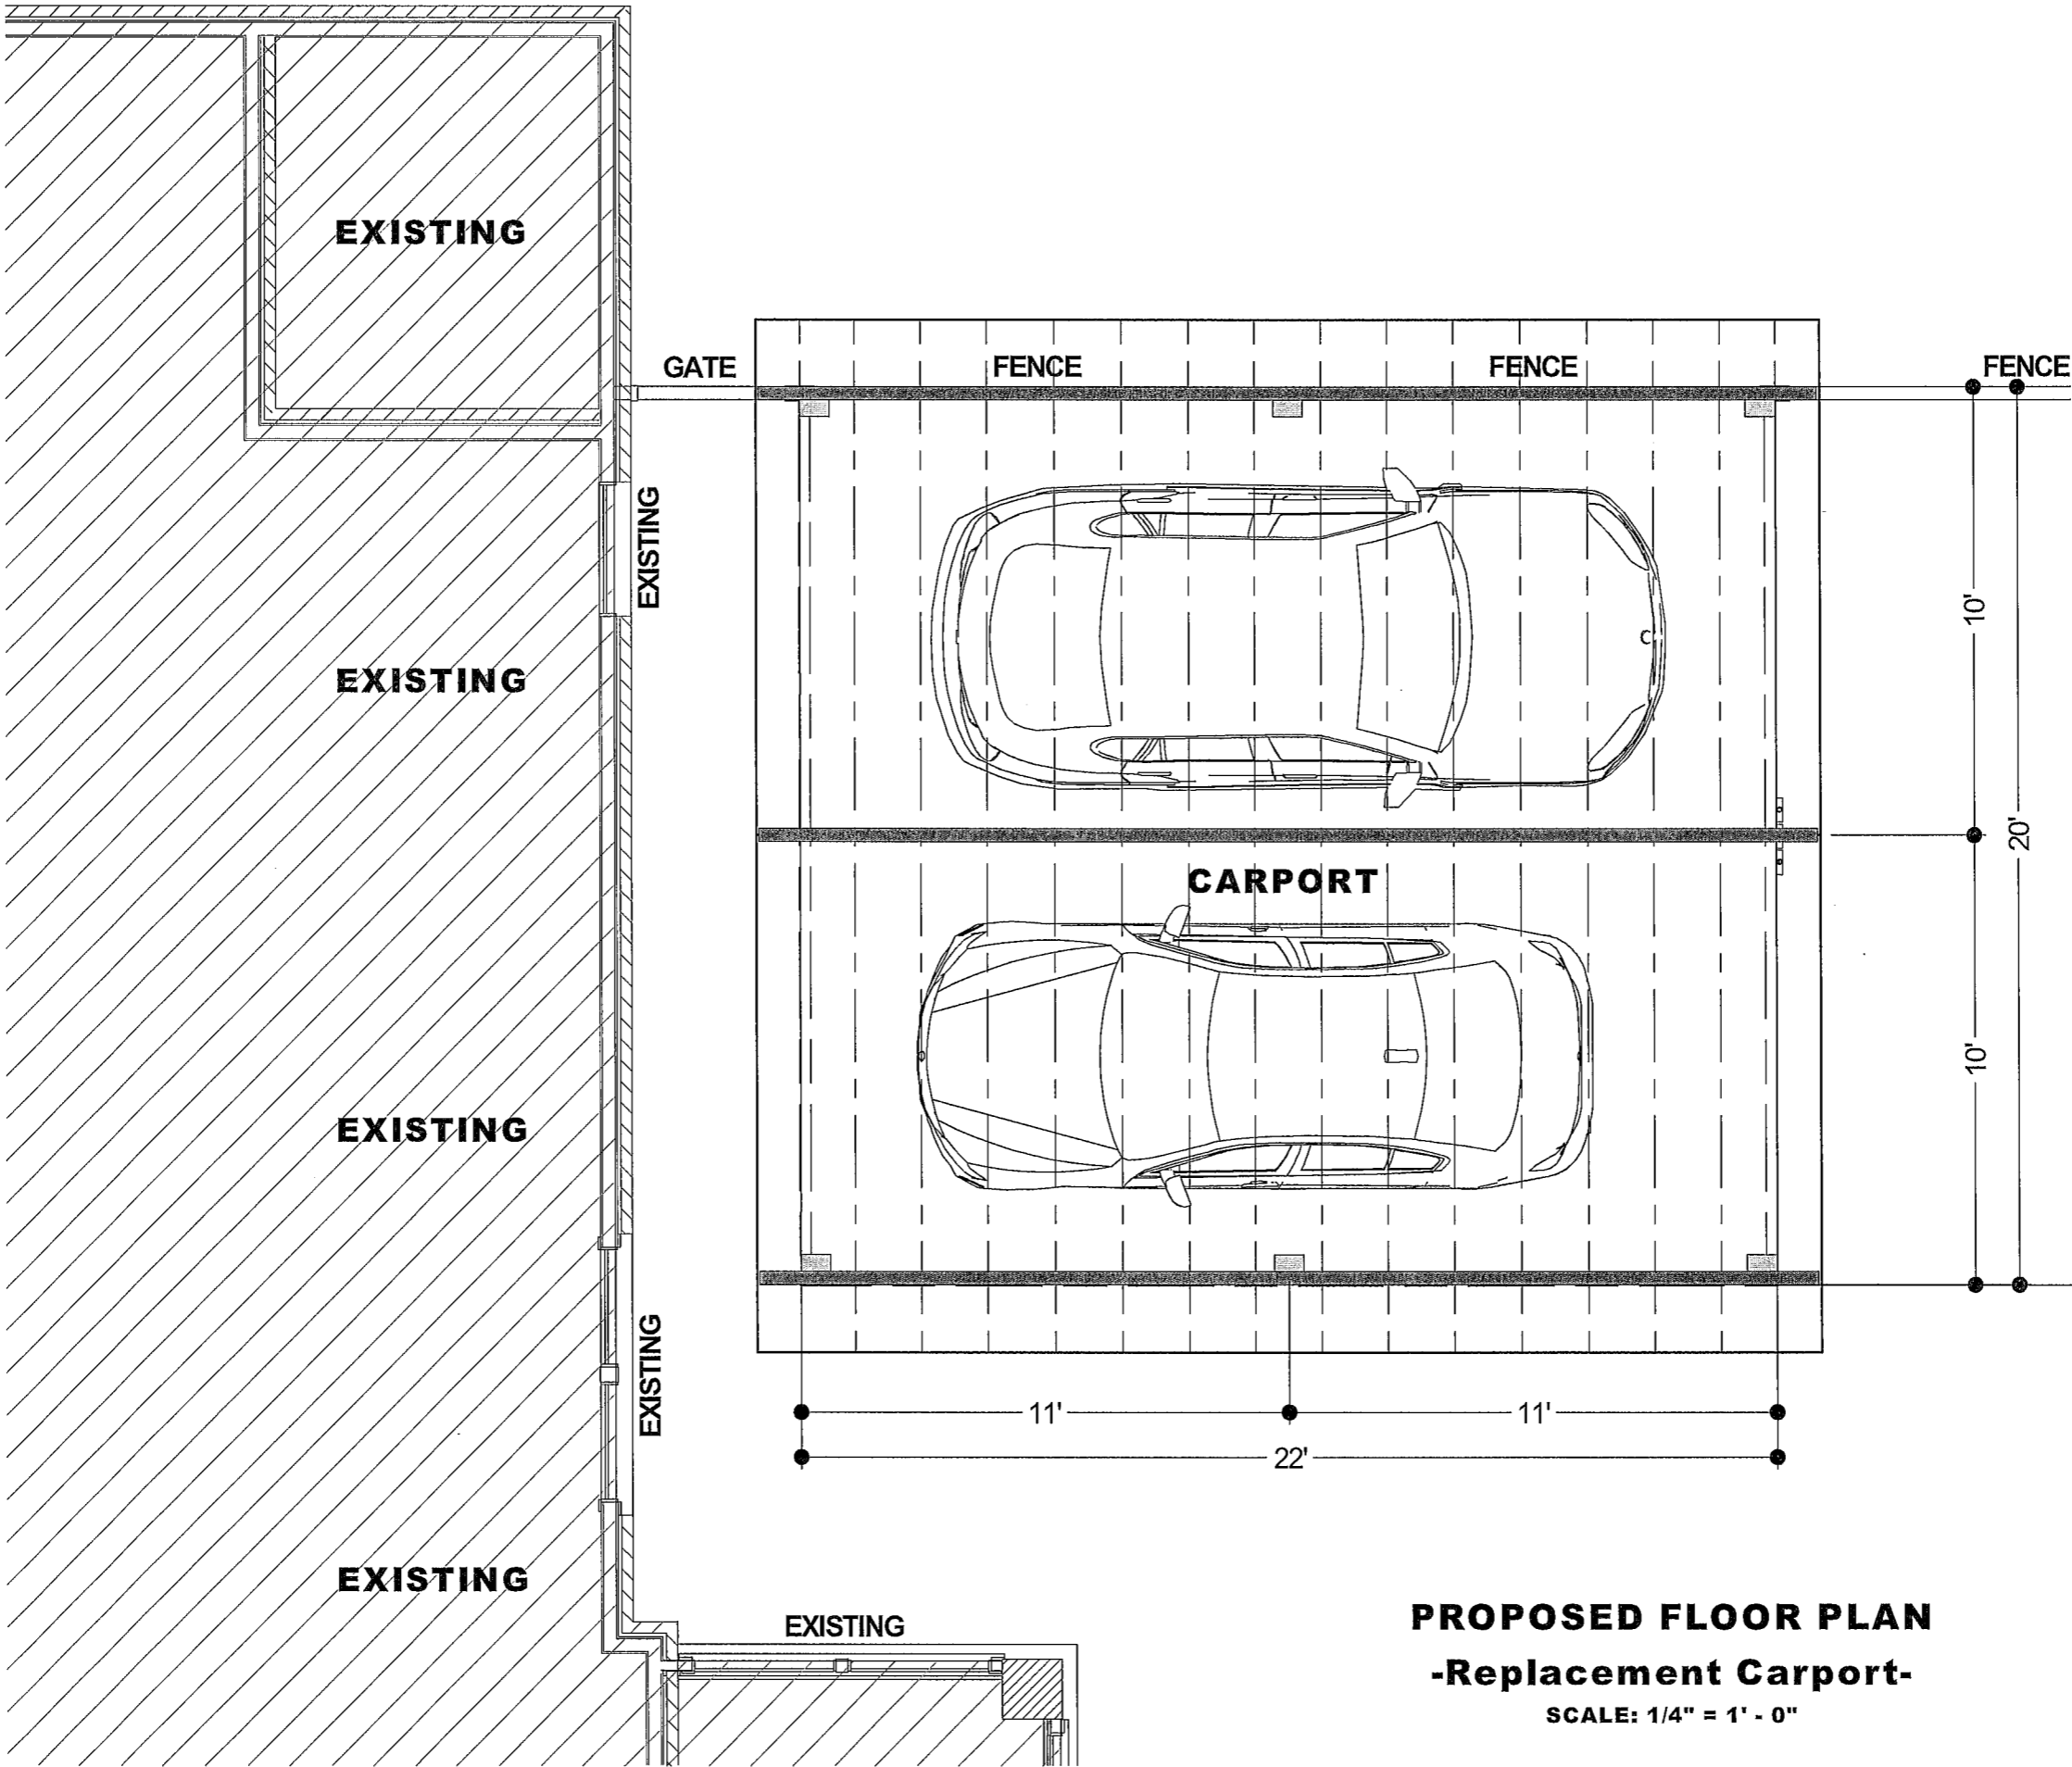 EXISTING
GATE
FENCE
FENCE
FENCE
EXISTING
10'
EXISTING
20'
CARPORT
10'
EXISTING
EXISTING
11'
11'
22'
EXISTING
EXISTING
PROPOSED FLOOR PLAN
-Replacement Carport-
SCALE: 1/4" = 1' - 0"